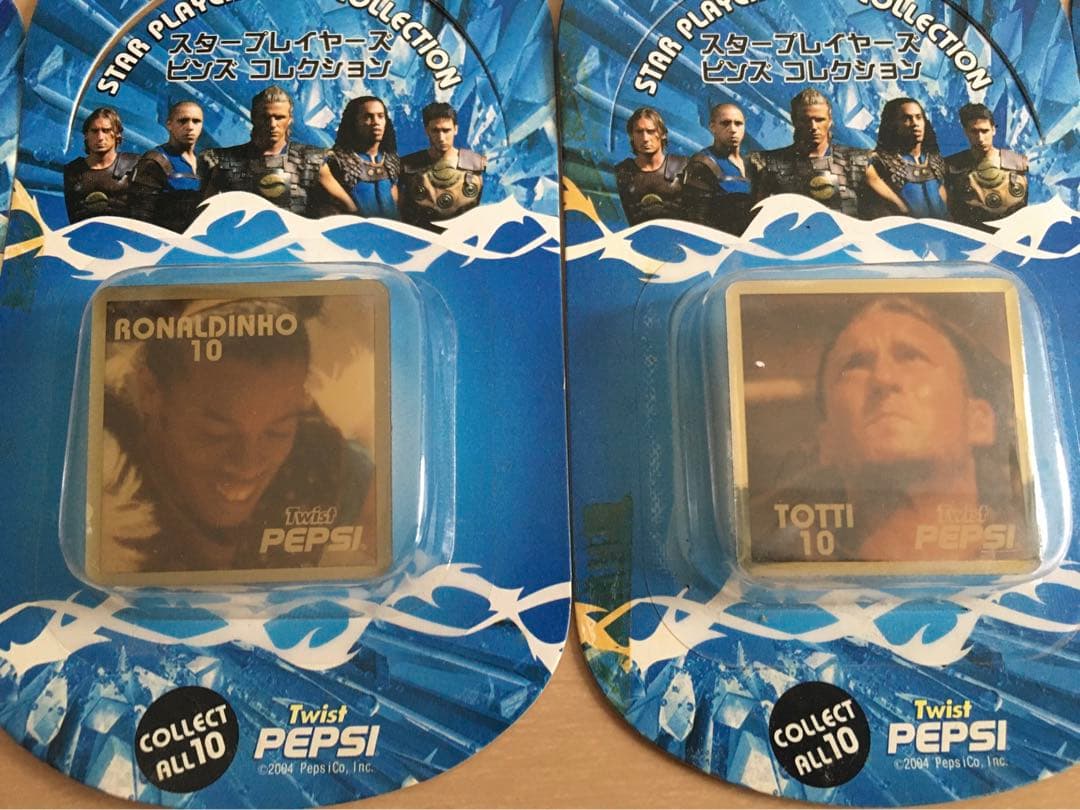 STAR PLAYER
COLLECTION
スタープレイヤーズ
ピンズ コレクション
RONALDINHO
10
Twist
PEPSI
COLLECT
ALL 10
Twist
PEPSI
©2004 PepsiCo, Inc.
STAR PLAYER
COLLECTION
スタープレイヤーズ
ピンズ コレクション
TOTTI
10
Twist
PEPSI
COLLECT
ALL 10
Twist
PEPSI
©2004 PepsiCo, Inc.